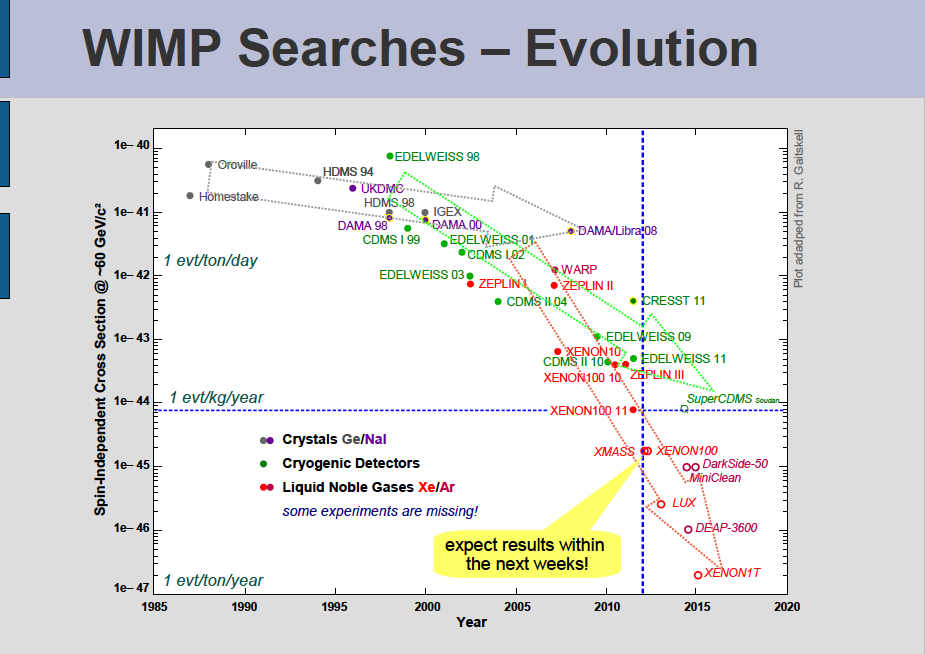 WIMP Searches – Evolution
Plot adadpted from R. Gaitskell
Spin-Independent Cross Section @ ~60 GeV/c²
1e–40
1e–41
1e–42
1e–43
1e–44
1e–45
1e–46
1e–47
EDELWEISS 98
Oroville
HDMS 94
UKDMC
Homestake
HDMS 98
IGEX
DAMA 98
DAMA 00
DAMA/Libra 08
CDMS I 99
EDELWEISS 01
CDMS I 02
1 evt/ton/day
WARP
EDELWEISS 03
ZEPLIN I
ZEPLIN II
CDMS II 04
CRESST 11
EDELWEISS 09
XENON10
CDMS II 10
EDELWEISS 11
XENON100 10
ZEPLIN III
1 evt/kg/year
SuperCDMS Soudan
XENON100 11
Crystals Ge/NaI
XMASS
XENON100
Cryogenic Detectors
DarkSide-50
MiniClean
Liquid Noble Gases Xe/Ar
LUX
some experiments are missing!
DEAP-3600
expect results within
the next weeks!
XENON1T
1 evt/ton/year
1985 1990 1995 2000 2005 2010 2015 2020
Year